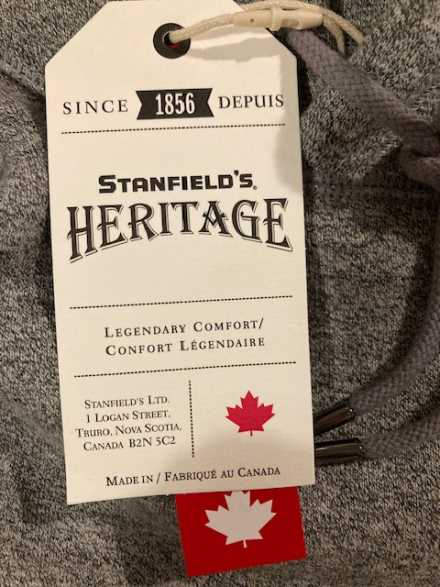 SINCE 1856 DEPUIS
STANFIELD'S®
HERITAGE
LEGENDARY COMFORT/
CONFORT LÉGENDAIRE
STANFIELD'S LTD.
1 LOGAN STREET,
TRURO, NOVA SCOTIA,
CANADA B2N 5C2
MADE IN / FABRIQUÉ AU CANADA